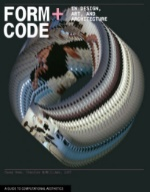 FORM+ IN DESIGN,
CODE ART, AND
ARCHITECTURE
A GUIDE TO COMPUTATIONAL AESTHETICS